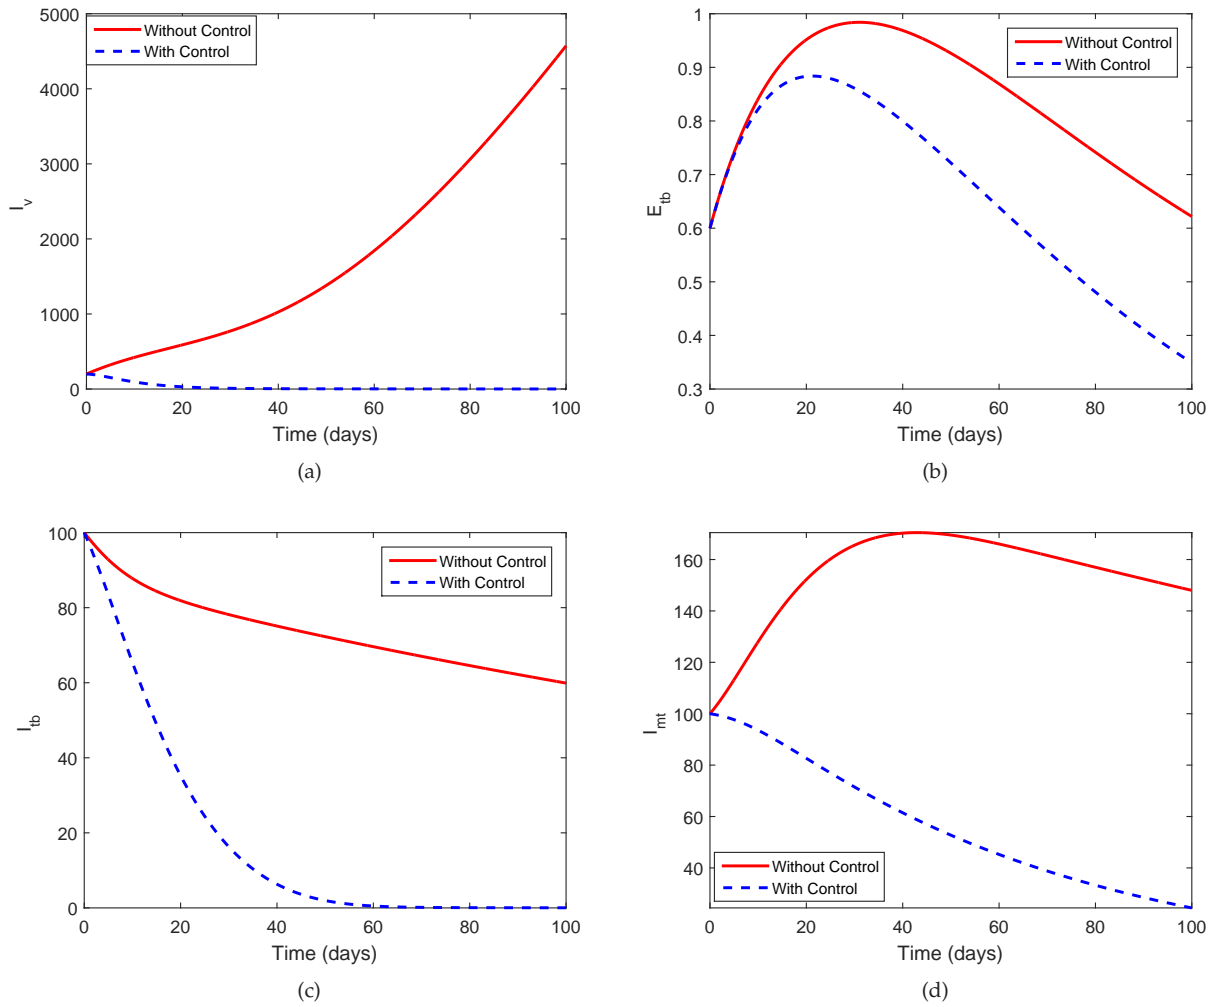 5000
4000
3000
2000
1000
0
I_v
Without Control
With Control
0 20 40 60 80 100
Time (days)
(a)
1
0.9
0.8
0.7
0.6
0.5
0.4
0.3
E_tb
Without Control
With Control
0 20 40 60 80 100
Time (days)
(b)
100
80
60
40
20
0
I_tb
Without Control
With Control
0 20 40 60 80 100
Time (days)
(c)
160
140
120
100
80
60
40
I_mt
Without Control
With Control
0 20 40 60 80 100
Time (days)
(d)